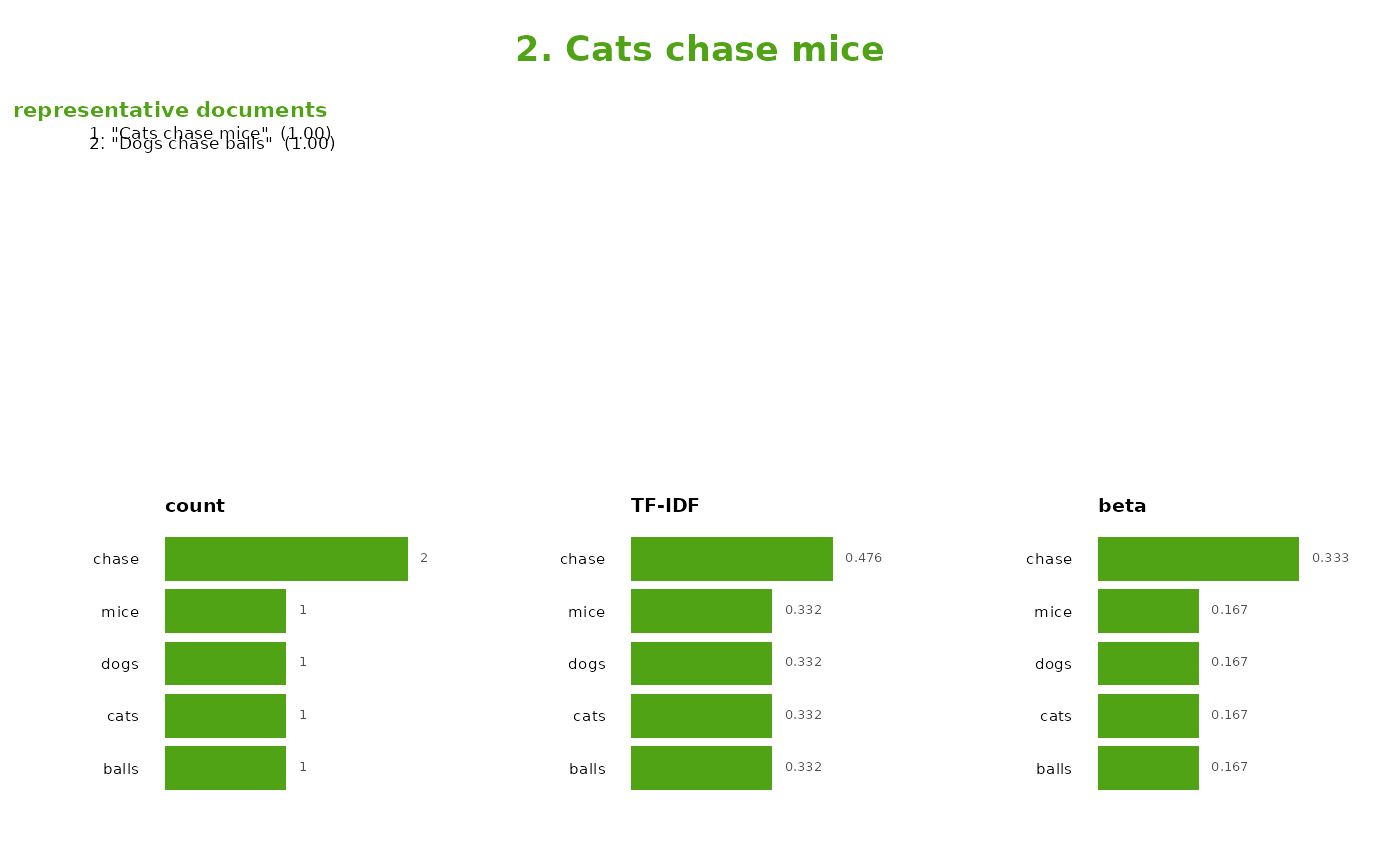 2. Cats chase mice
representative documents
1. "Cats chase mice" (1.00)
2. "Dogs chase balls" (1.00)
count
chase 2
mice 1
dogs 1
cats 1
balls 1
TF-IDF
chase 0.476
mice 0.332
dogs 0.332
cats 0.332
balls 0.332
beta
chase 0.333
mice 0.167
dogs 0.167
cats 0.167
balls 0.167